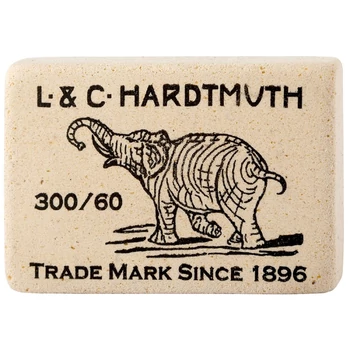 L. & C. HARDTMUTH
300/60
TRADE MARK SINCE 1896